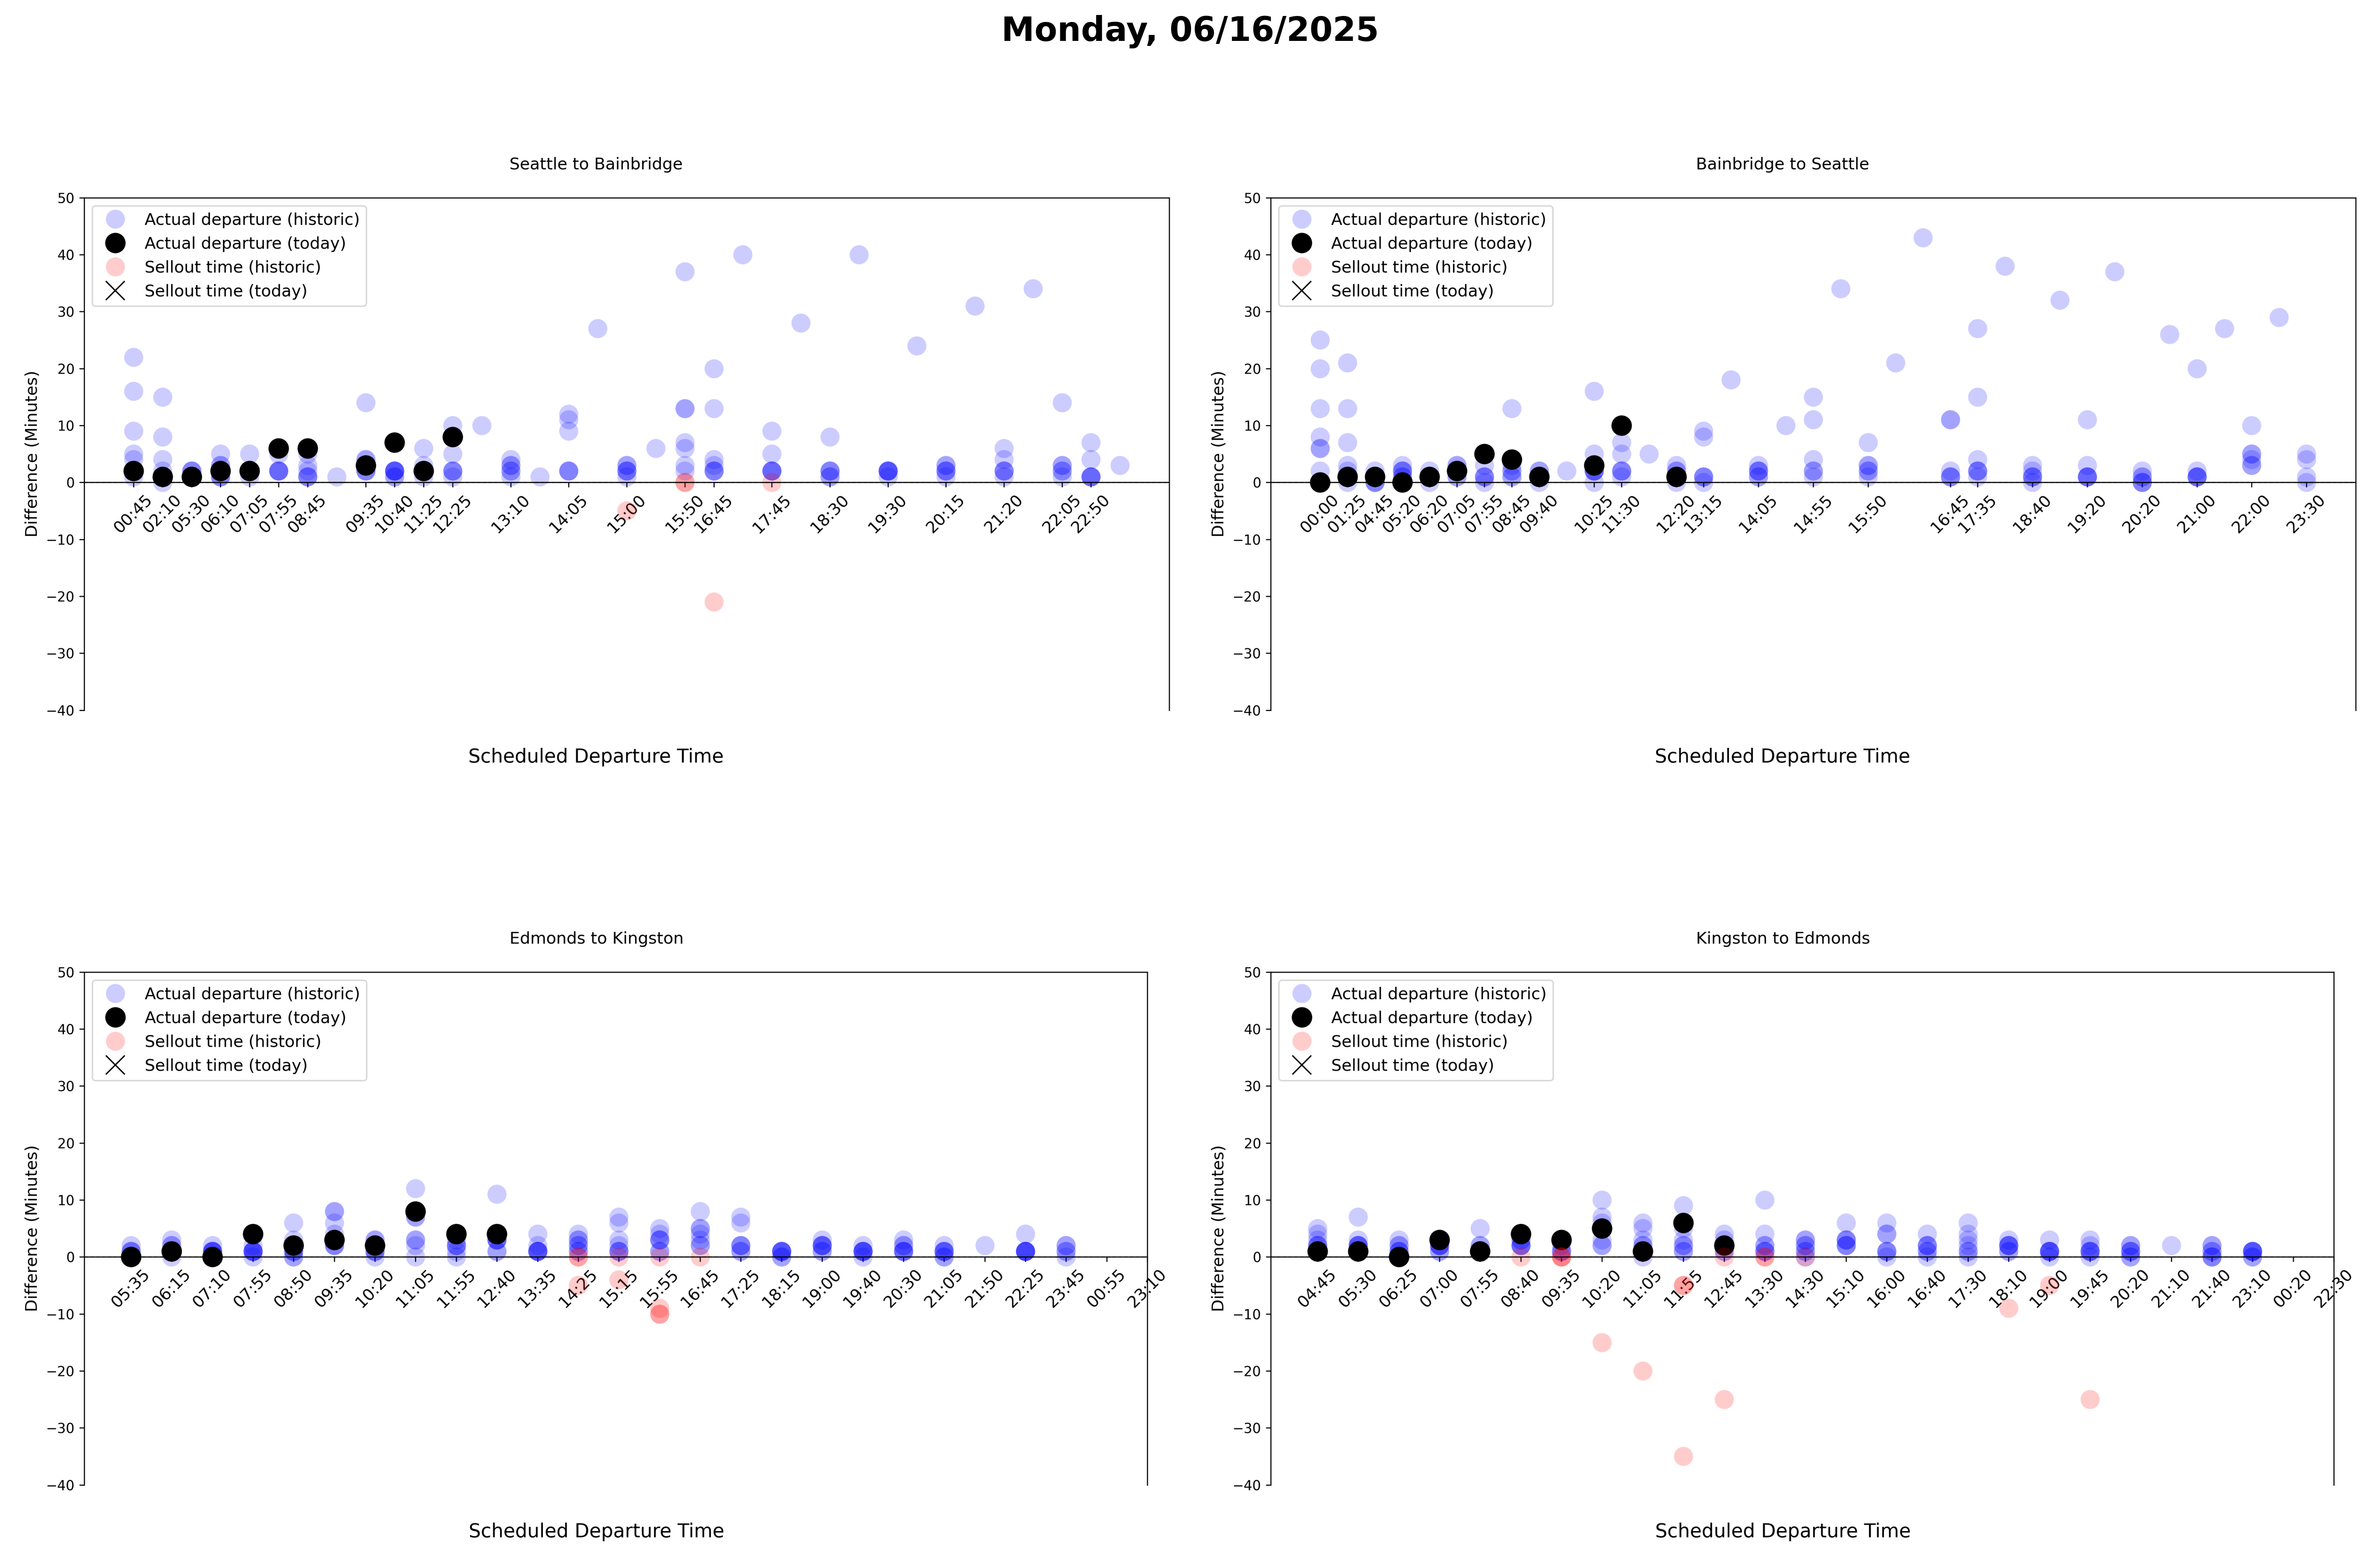 Monday, 06/16/2025
Seattle to Bainbridge
Difference (Minutes)
50
40
30
20
10
0
−10
−20
−30
−40
Actual departure (historic)
Actual departure (today)
Sellout time (historic)
Sellout time (today)
00:45 02:10 05:30 06:10 07:05 07:55 08:45 09:35 10:40 11:25 12:25 13:10 14:05 15:00 15:50 16:45 17:45 18:30 19:30 20:15 21:20 22:05 22:50
Scheduled Departure Time
Bainbridge to Seattle
Difference (Minutes)
50
40
30
20
10
0
−10
−20
−30
−40
Actual departure (historic)
Actual departure (today)
Sellout time (historic)
Sellout time (today)
00:00 01:25 04:45 05:20 06:20 07:05 07:55 08:45 09:40 10:25 11:30 12:20 13:15 14:05 14:55 15:50 16:45 17:35 18:40 19:20 20:20 21:00 22:00 23:30
Scheduled Departure Time
Edmonds to Kingston
Difference (Minutes)
50
40
30
20
10
0
−10
−20
−30
−40
Actual departure (historic)
Actual departure (today)
Sellout time (historic)
Sellout time (today)
05:35 06:15 07:10 07:55 08:50 09:35 10:20 11:05 11:55 12:40 13:35 14:25 15:15 15:55 16:45 17:25 18:15 19:00 19:40 20:30 21:05 21:50 22:25 23:45 00:55 23:10
Scheduled Departure Time
Kingston to Edmonds
Difference (Minutes)
50
40
30
20
10
0
−10
−20
−30
−40
Actual departure (historic)
Actual departure (today)
Sellout time (historic)
Sellout time (today)
04:45 05:30 06:25 07:00 07:55 08:40 09:35 10:20 11:05 11:55 12:45 13:30 14:30 15:10 16:00 16:40 17:30 18:10 19:00 19:45 20:20 21:10 21:40 23:10 00:20 22:30
Scheduled Departure Time